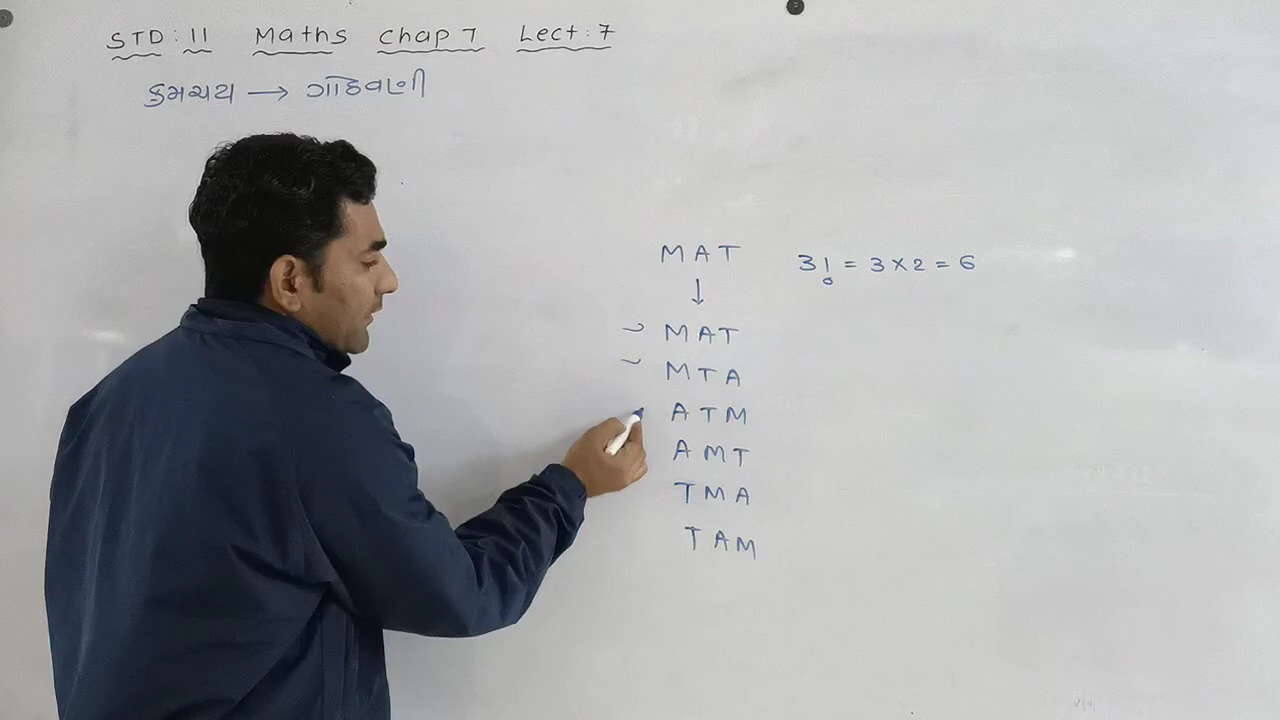 STD : 11 Maths Chap 7 Lect : 7
ક્રમચય → ગોઠવણી
MAT 3! = 3 × 2 = 6
↓
MAT
MTA
ATM
AMT
TMA
TAM